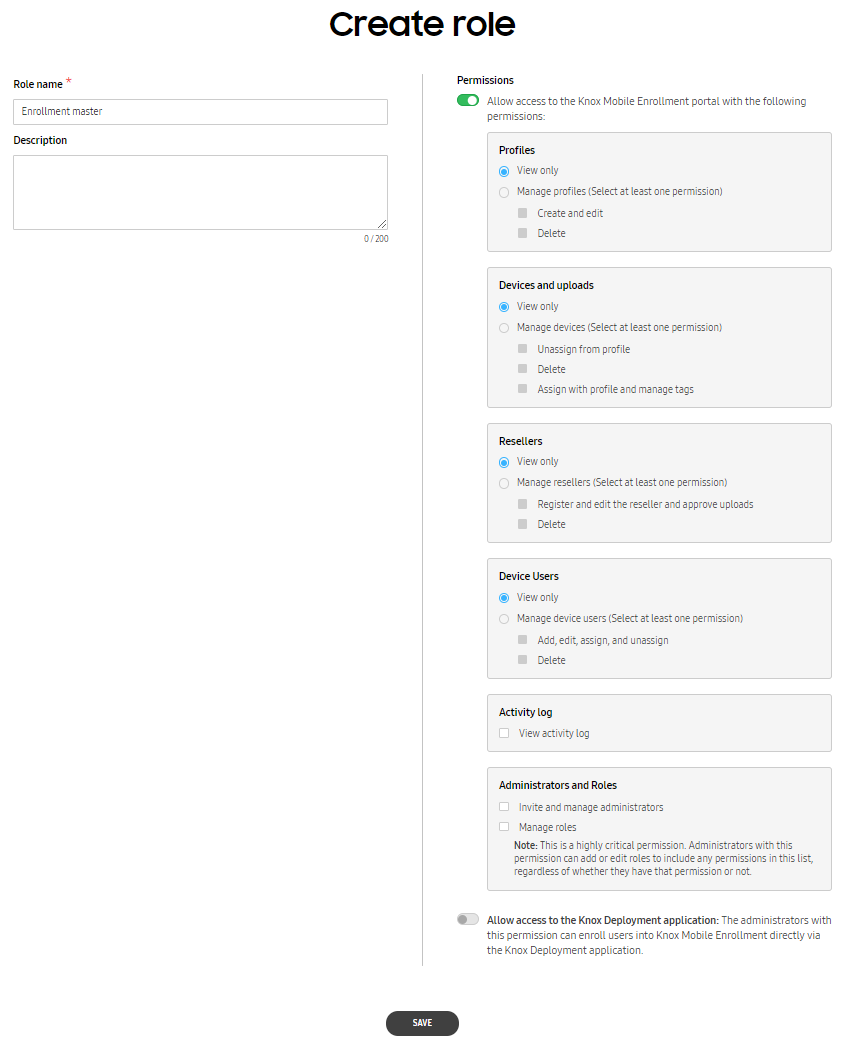 Create role
Role name *
Enrollment master
Description
0 / 200
Permissions
Allow access to the Knox Mobile Enrollment portal with the following
permissions:
Profiles
View only
Manage profiles (Select at least one permission)
Create and edit
Delete
Devices and uploads
View only
Manage devices (Select at least one permission)
Unassign from profile
Delete
Assign with profile and manage tags
Resellers
View only
Manage resellers (Select at least one permission)
Register and edit the reseller and approve uploads
Delete
Device Users
View only
Manage device users (Select at least one permission)
Add, edit, assign, and unassign
Delete
Activity log
View activity log
Administrators and Roles
Invite and manage administrators
Manage roles
Note: This is a highly critical permission. Administrators with this
permission can add or edit roles to include any permissions in this list,
regardless of whether they have that permission or not.
Allow access to the Knox Deployment application: The administrators with
this permission can enroll users into Knox Mobile Enrollment directly via
the Knox Deployment application.
SAVE